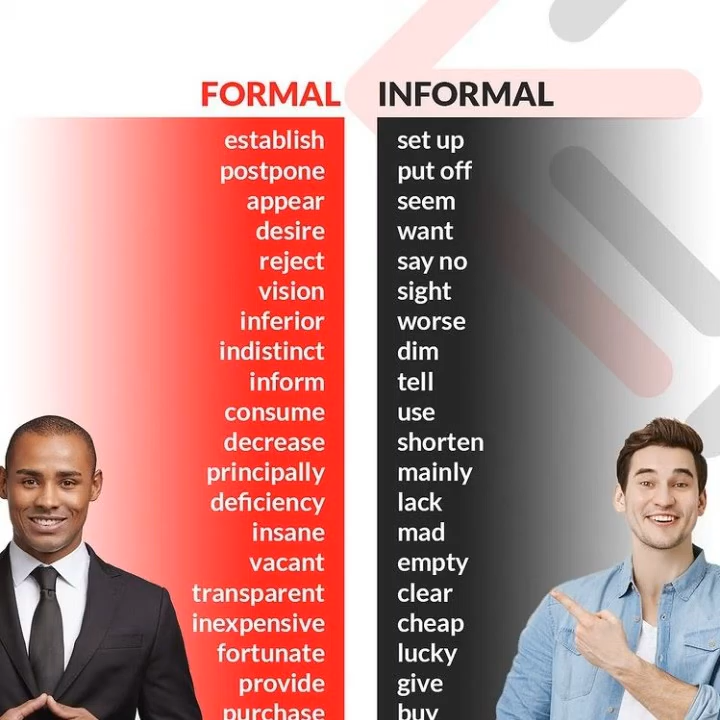 FORMAL INFORMAL
establish set up
postpone put off
appear seem
desire want
reject say no
vision sight
inferior worse
indistinct dim
inform tell
consume use
decrease shorten
principally mainly
deficiency lack
insane mad
vacant empty
transparent clear
inexpensive cheap
fortunate lucky
provide give
purchase buy